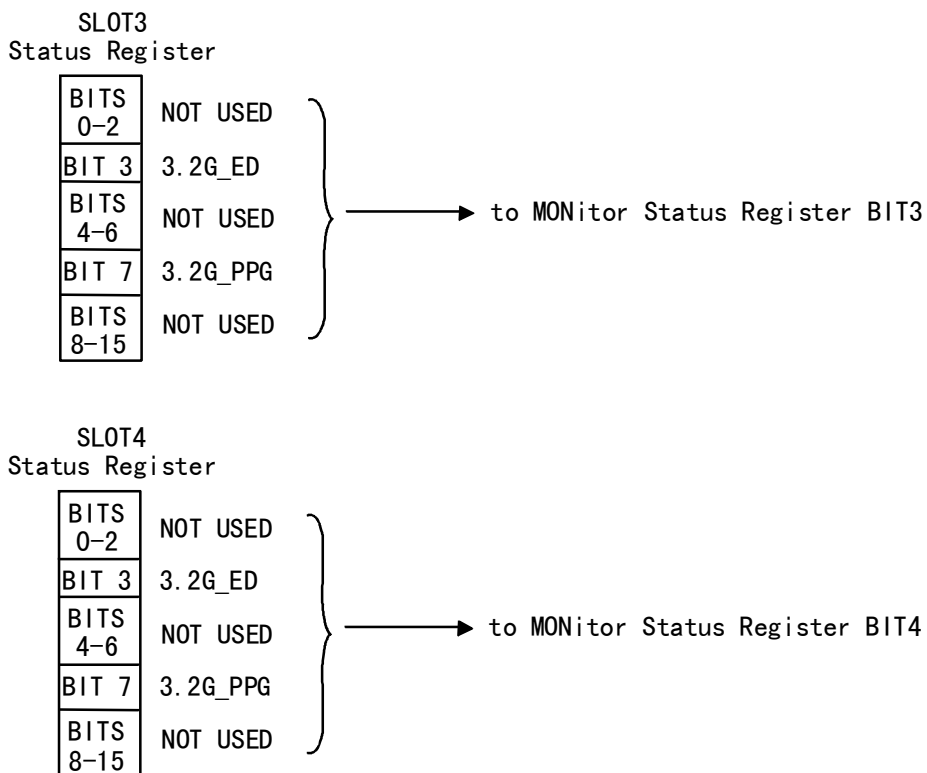 SLOT3
Status Register
BITS
0-2
NOT USED
BIT 3
3.2G_ED
BITS
4-6
NOT USED
to MONitor Status Register BIT3
BIT 7
3.2G_PPG
BITS
8-15
NOT USED
SLOT4
Status Register
BITS
0-2
NOT USED
BIT 3
3.2G_ED
BITS
4-6
NOT USED
to MONitor Status Register BIT4
BIT 7
3.2G_PPG
BITS
8-15
NOT USED